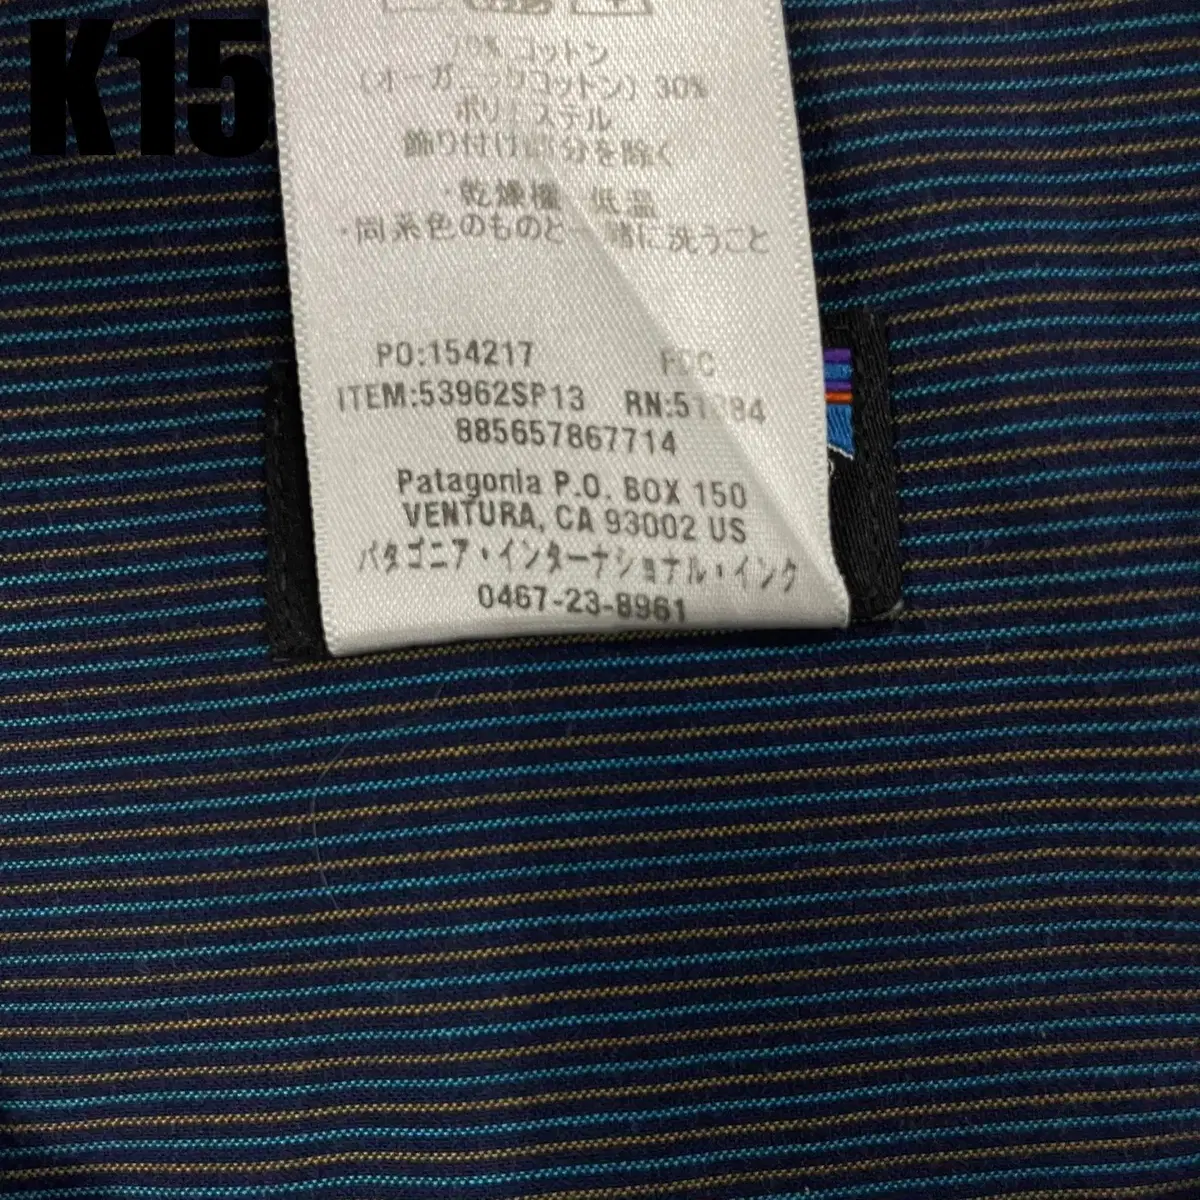 K15
70% コットン
(オーガニックコットン) 30%
ポリエステル
飾り付け部分を除く
・乾燥機 低温
・同系色のものと一緒に洗うこと
PO:154217 FDC
ITEM:53962SP13 RN:51884
885657867714
Patagonia P.O. BOX 150
VENTURA, CA 93002 US
パタゴニア・インターナショナル・インク
0467-23-8961